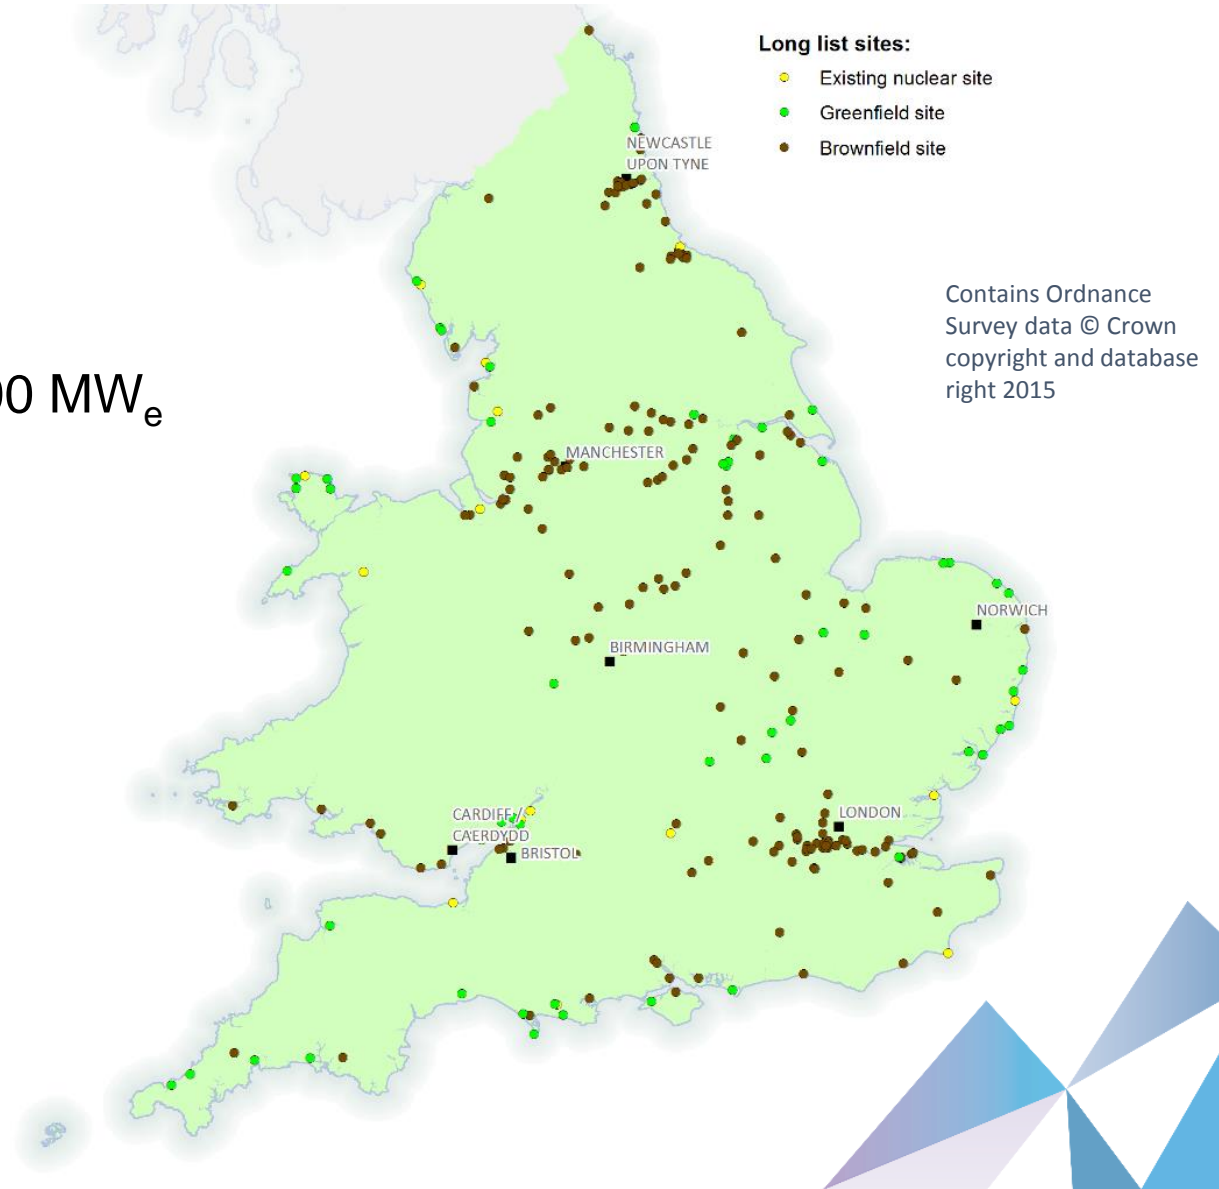 Long list sites:
Existing nuclear site
Greenfield site
Brownfield site
NEWCASTLE
UPON TYNE
Contains Ordnance
Survey data © Crown
copyright and database
right 2015
00 MWe
MANCHESTER
NORWICH
BIRMINGHAM
LONDON
CARDIFF /
CAERDYDD
BRISTOL